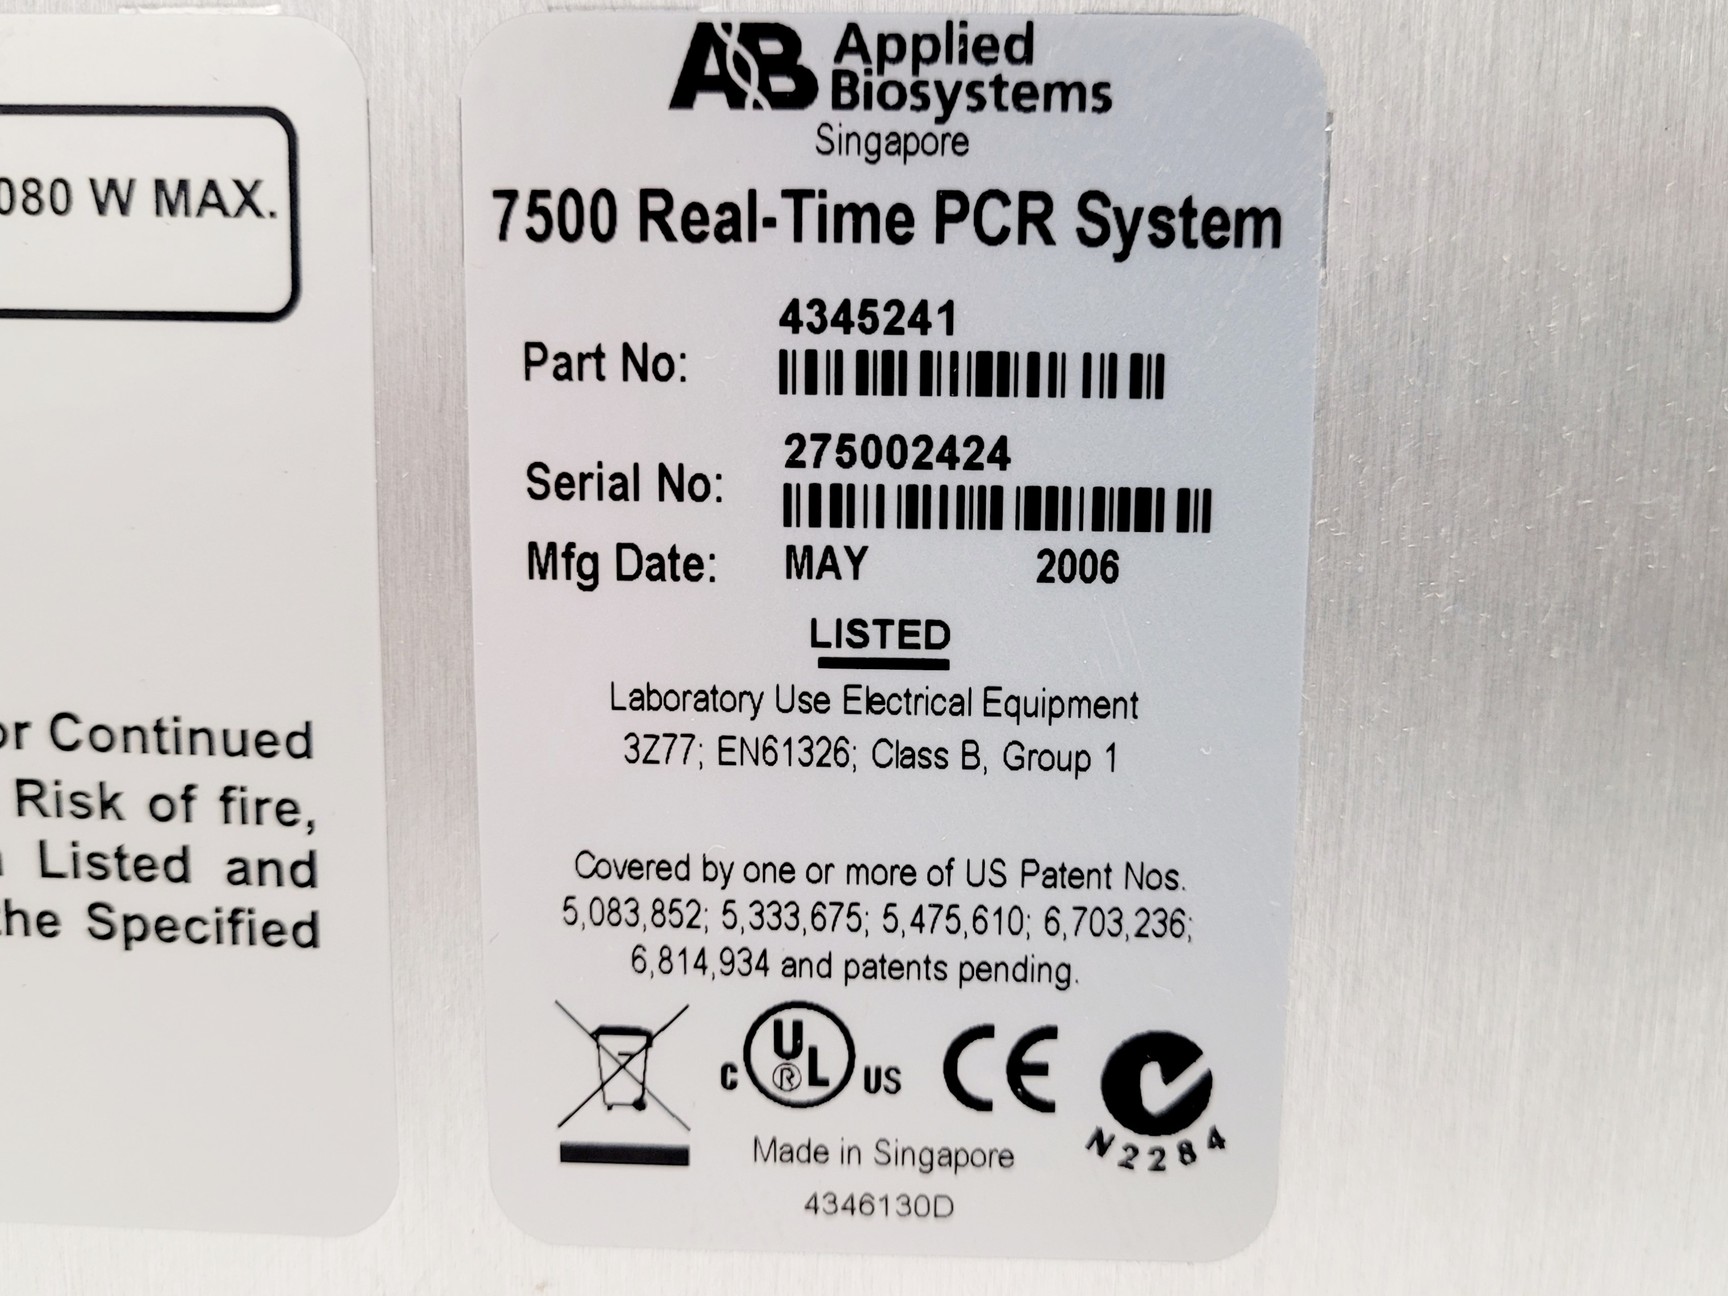 080 W MAX.
or Continued
Risk of fire,
Listed and
the Specified
AB Applied
Biosystems
Singapore
7500 Real-Time PCR System
4345241
Part No:
275002424
Serial No:
Mfg Date: MAY 2006
LISTED
Laboratory Use Electrical Equipment
3Z77; EN61326; Class B, Group 1
Covered by one or more of US Patent Nos.
5,083,852; 5,333,675; 5,475,610; 6,703,236;
6,814,934 and patents pending.
C UL ® US CE
N2284
Made in Singapore
4346130D